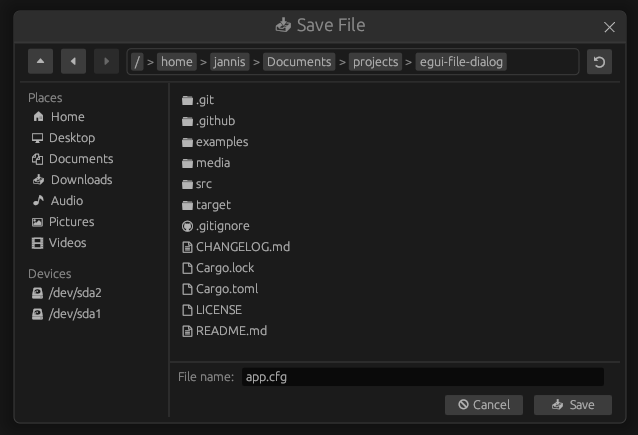 Save File
/ > home > jannis > Documents > projects > egui-file-dialog
Places
Home
Desktop
Documents
Downloads
Audio
Pictures
Videos
Devices
/dev/sda2
/dev/sda1
.git
.github
examples
media
src
target
.gitignore
CHANGELOG.md
Cargo.lock
Cargo.toml
LICENSE
README.md
File name: app.cfg
Cancel Save